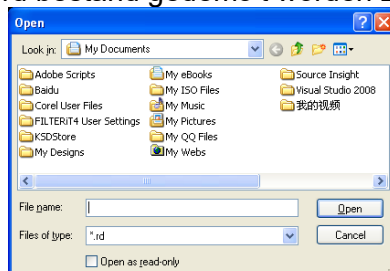 Open
Look in: My Documents
Adobe Scripts My eBooks Source Insight
Baidu My ISO Files Visual Studio 2008
Corel User Files My Music 我的视频
FILTERiT4 User Settings My Pictures
KSDStore My QQ Files
My Designs My Webs
File name: Open
Files of type: *.rd Cancel
Open as read-only